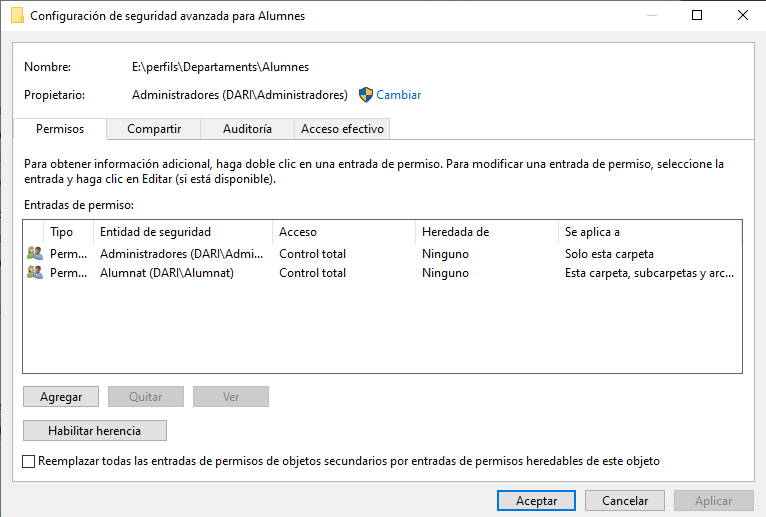 Configuración de seguridad avanzada para Alumnes
Nombre: E:\perfils\Departaments\Alumnes
Propietario: Administradores (DARI\Administradores) Cambiar
Permisos Compartir Auditoría Acceso efectivo
Para obtener información adicional, haga doble clic en una entrada de permiso. Para modificar una entrada de permiso, seleccione la
entrada y haga clic en Editar (si está disponible).
Entradas de permiso:
Tipo Entidad de seguridad Acceso Heredada de Se aplica a
Perm... Administradores (DARI\Admi... Control total Ninguno Solo esta carpeta
Perm... Alumnat (DARI\Alumnat) Control total Ninguno Esta carpeta, subcarpetas y arc...
Agregar Quitar Ver
Habilitar herencia
Reemplazar todas las entradas de permisos de objetos secundarios por entradas de permisos heredables de este objeto
Aceptar Cancelar Aplicar